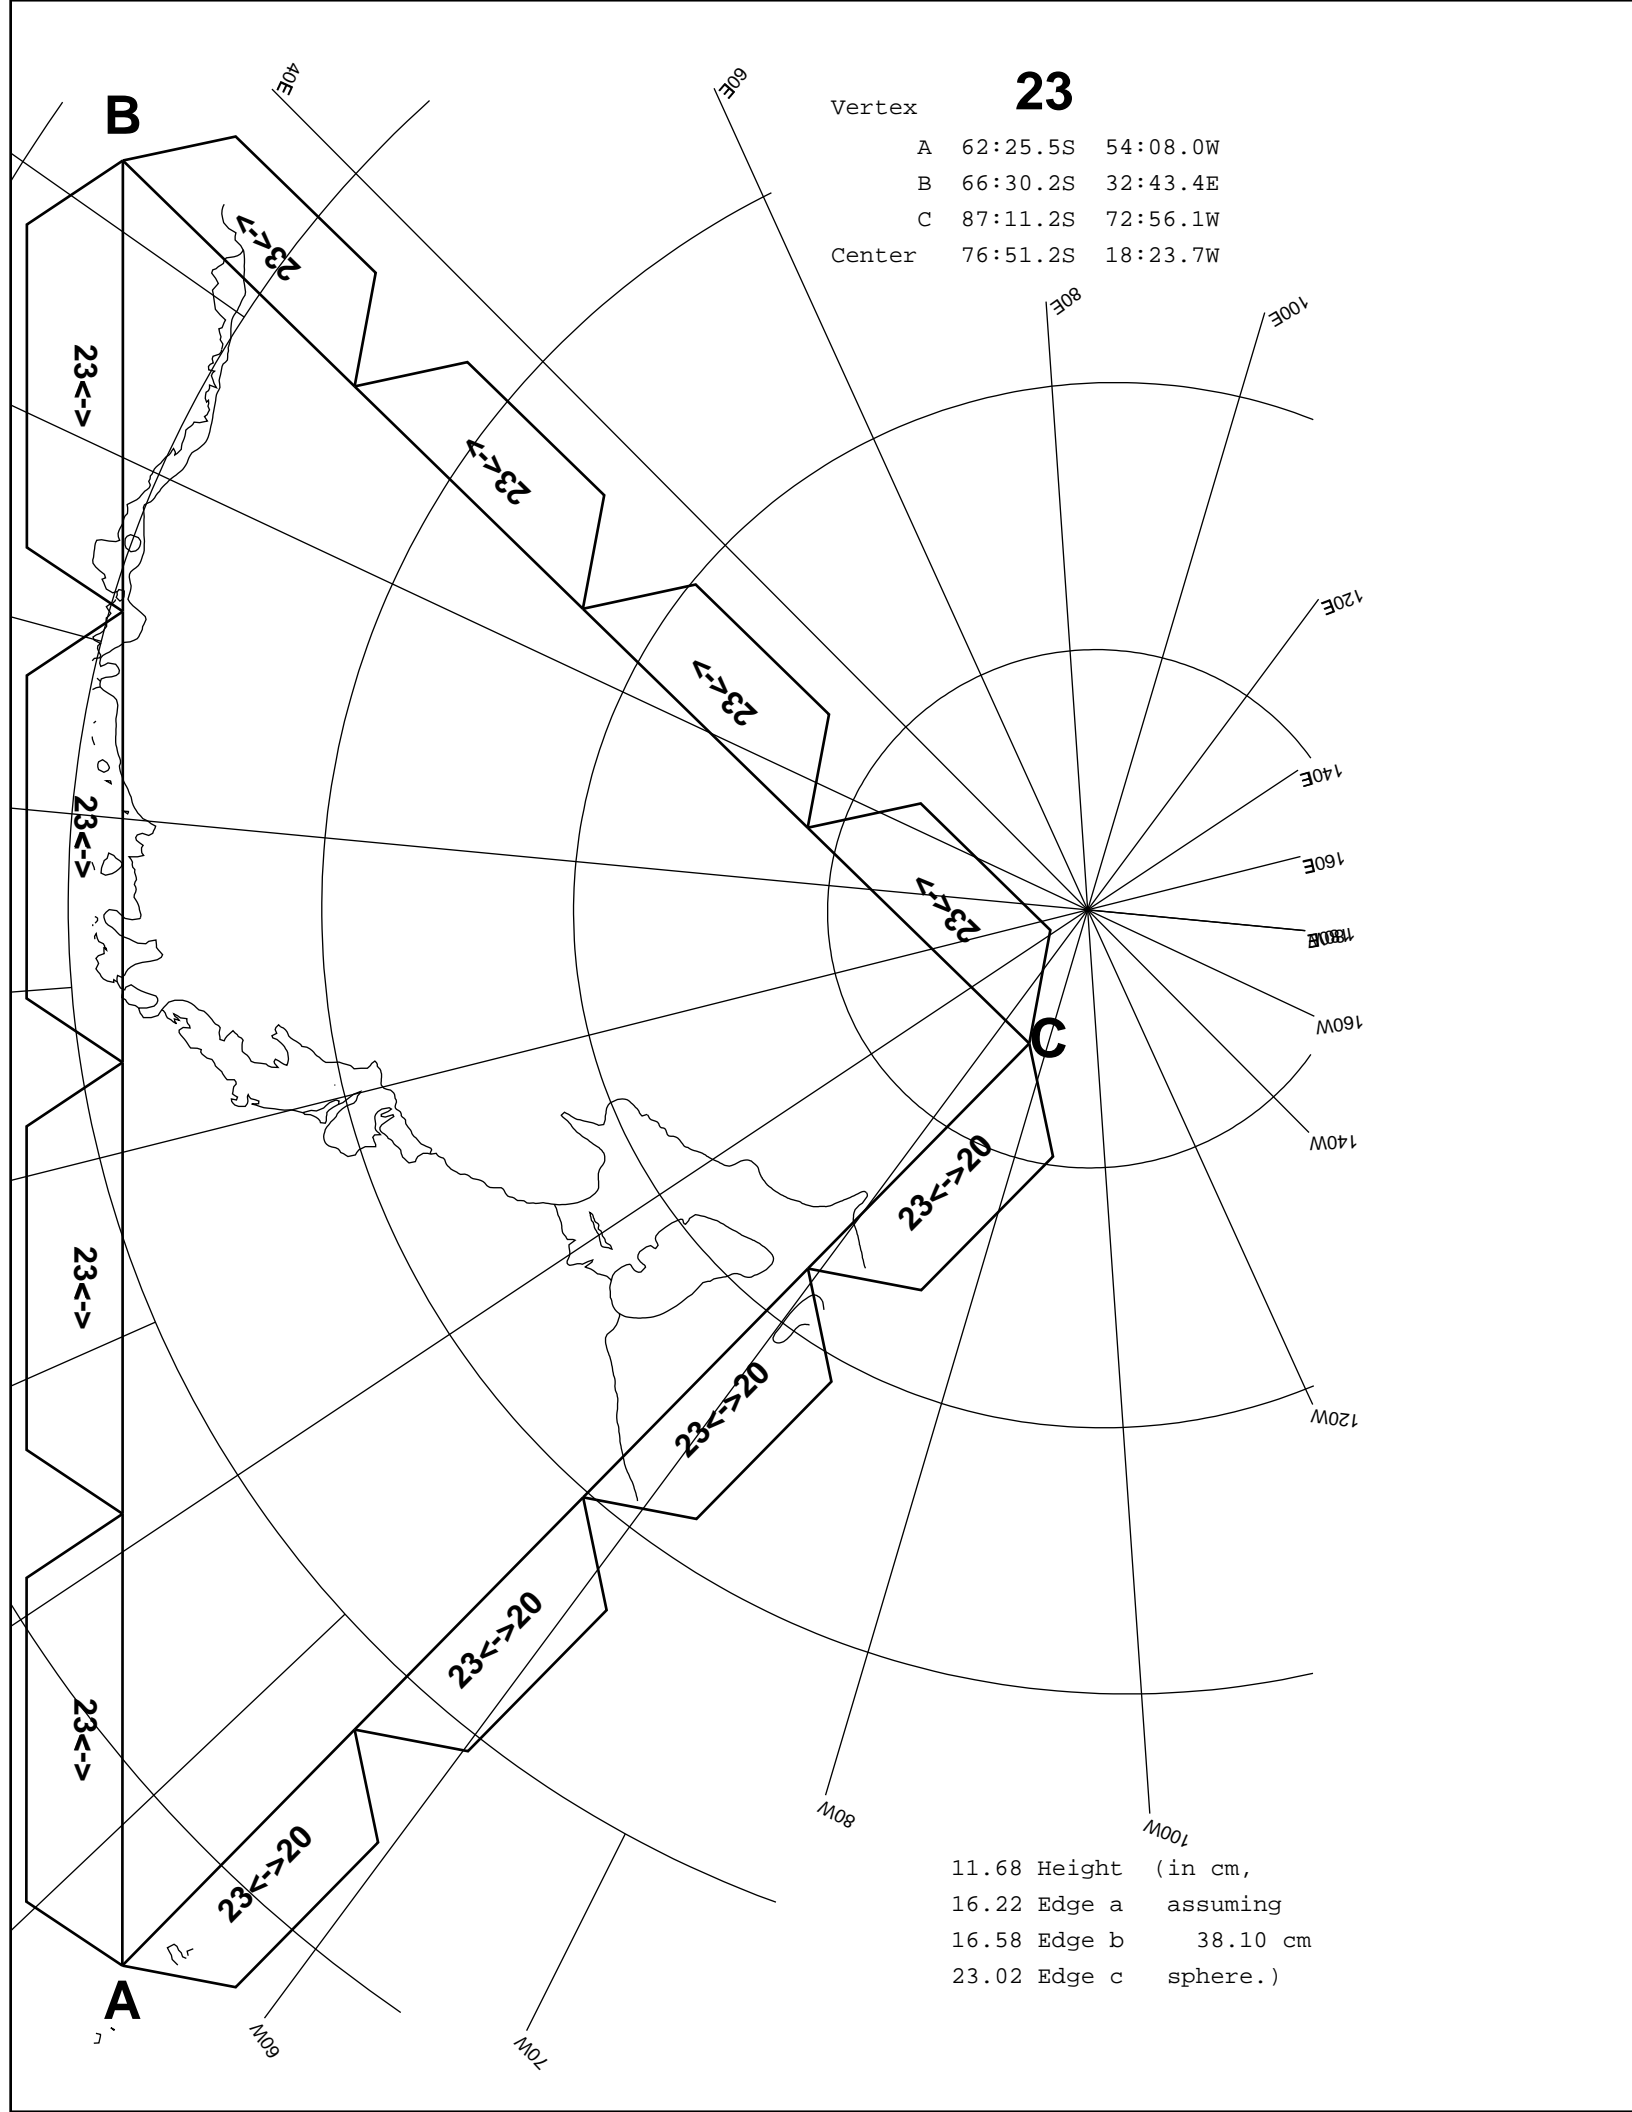 B
40E
60E
Vertex 23
A 62:25.5S 54:08.0W
B 66:30.2S 32:43.4E
C 87:11.2S 72:56.1W
Center 76:51.2S 18:23.7W
80E
100E
120E
140E
160E
180E
180W
160W
140W
120W
100W
80W
70W
60W
23<->
23<->
23<->
23<->
23<->
23<->
23<->
23<->
C
23<->20
23<->20
23<->20
23<->20
A
11.68 Height (in cm,
16.22 Edge a assuming
16.58 Edge b 38.10 cm
23.02 Edge c sphere.)